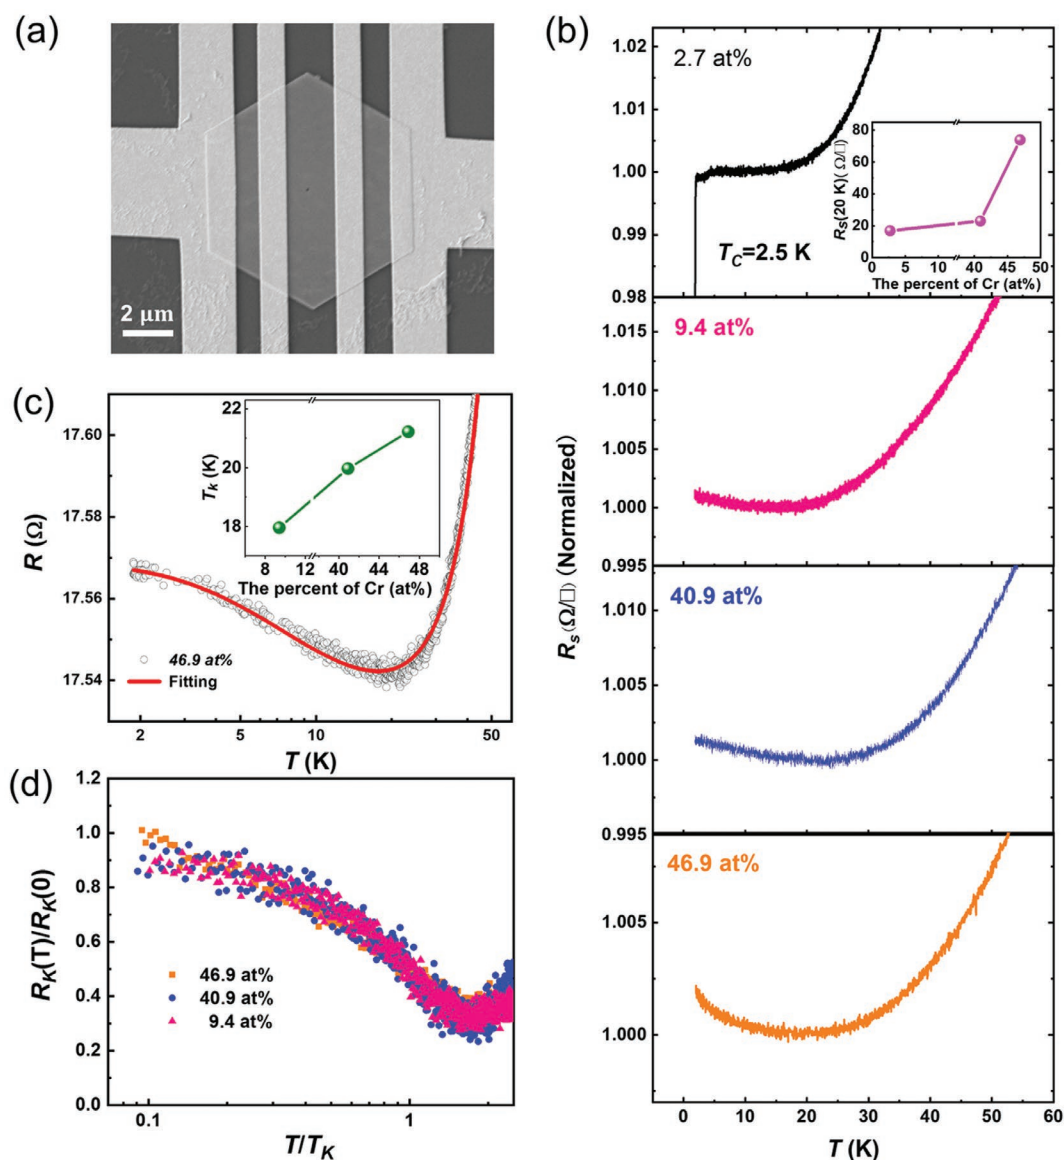 (a)
2 μm
(b)
1.02
1.01
1.00
0.99
0.98
2.7 at%
T_C=2.5 K
80
60
40
20
0
R_S(20 K)(Ω/□)
0 5 10 40 45 50
The percent of Cr (at%)
9.4 at%
1.015
1.010
1.005
1.000
0.995
40.9 at%
1.010
1.005
1.000
0.995
46.9 at%
1.005
1.000
R_s(Ω/□) (Normalized)
0 10 20 30 40 50 60
T (K)
(c)
17.60
17.58
17.56
17.54
R (Ω)
22
20
18
T_k (K)
8 12 40 44 48
The percent of Cr (at%)
46.9 at%
Fitting
2 5 10 50
T (K)
(d)
1.2
1.0
0.8
0.6
0.4
0.2
0.0
R_K(T)/R_K(0)
46.9 at%
40.9 at%
9.4 at%
0.1 1
T/T_K